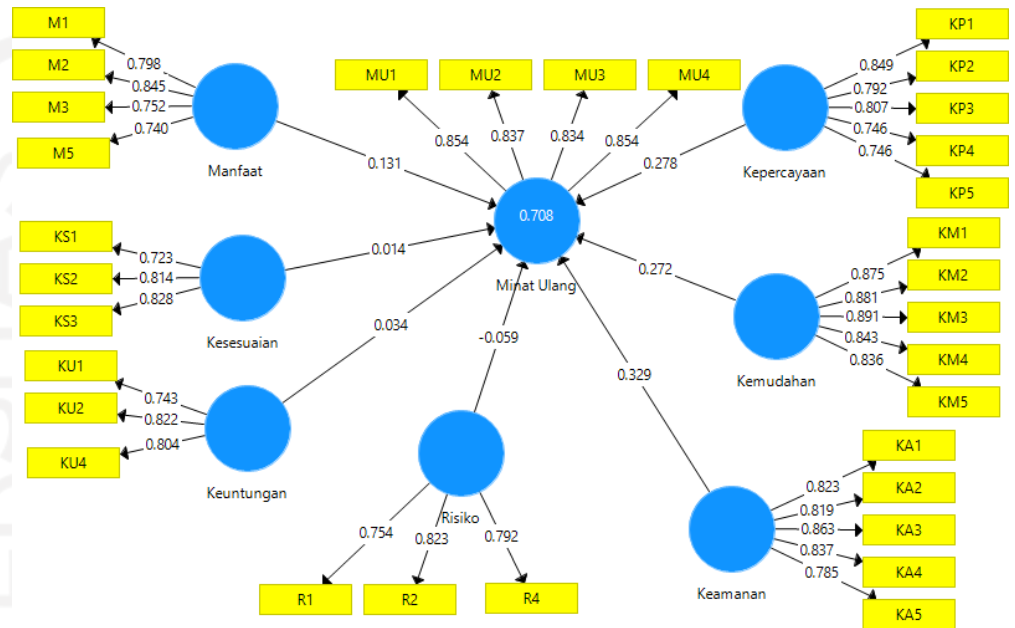 M1
M2
M3
M5
0.798
0.845
0.752
0.740
Manfaat
0.131
MU1
MU2
MU3
MU4
0.854
0.837
0.834
0.854
0.708
Minat Ulang
KP1
KP2
KP3
KP4
KP5
0.849
0.792
0.807
0.746
0.746
Kepercayaan
0.278
KS1
KS2
KS3
0.723
0.814
0.828
Kesesuaian
0.014
KM1
KM2
KM3
KM4
KM5
0.875
0.881
0.891
0.843
0.836
Kemudahan
0.272
KU1
KU2
KU4
0.743
0.822
0.804
Keuntungan
0.034
-0.059
Risiko
0.754
0.823
0.792
R1
R2
R4
0.329
KA1
KA2
KA3
KA4
KA5
0.823
0.819
0.863
0.837
0.785
Keamanan